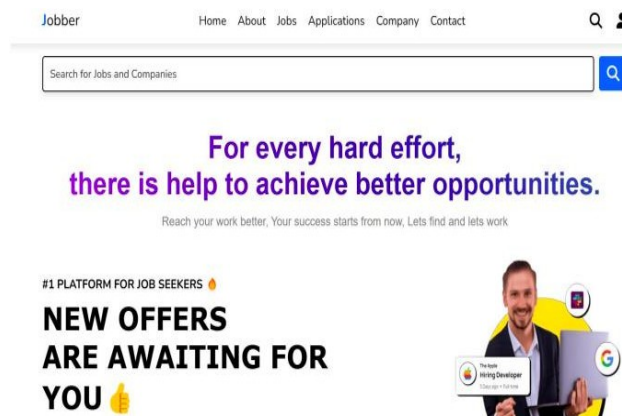 Jobber
Home About Jobs Applications Company Contact
Search for Jobs and Companies
For every hard effort,
there is help to achieve better opportunities.
Reach your work better, Your success starts from now, Lets find and lets work
#1 PLATFORM FOR JOB SEEKERS 🔥
NEW OFFERS
ARE AWAITING FOR
YOU👍
The Apple
Hiring Developer